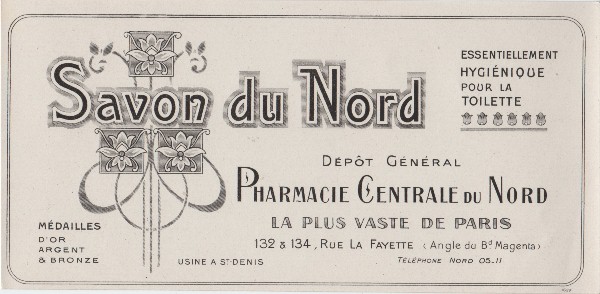 Savon du Nord
ESSENTIELLEMENT
HYGIÉNIQUE
POUR LA
TOILETTE
DÉPÔT GÉNÉRAL
PHARMACIE CENTRALE DU NORD
LA PLUS VASTE DE PARIS
132 & 134, RUE LA FAYETTE (Angle du Bd Magenta)
TÉLÉPHONE NORD 05.11
MÉDAILLES
D'OR
ARGENT
& BRONZE
USINE A ST-DENIS